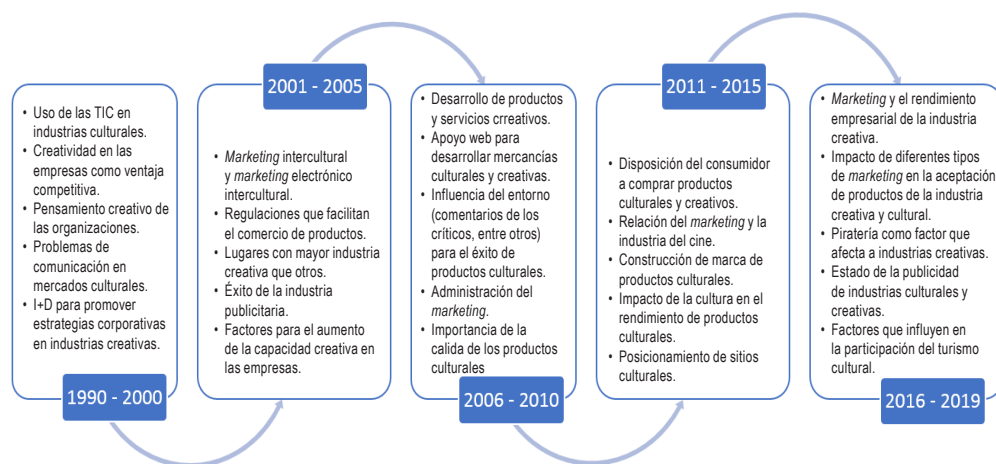 • Uso de las TIC en
industrias culturales.
• Creatividad en las
empresas como ventaja
competitiva.
• Pensamiento creativo de
las organizaciones.
• Problemas de
comunicación en
mercados culturales.
• I+D para promover
estrategias corporativas
en industrias creativas.
1990 - 2000
2001 - 2005
• Marketing intercultural
y marketing electrónico
intercultural.
• Regulaciones que facilitan
el comercio de productos.
• Lugares con mayor industria
creativa que otros.
• Éxito de la industria
publicitaria.
• Factores para el aumento
de la capacidad creativa en
las empresas.
• Desarrollo de productos
y servicios crreativos.
• Apoyo web para
desarrollar mercancías
culturales y creativas.
• Influencia del entorno
(comentarios de los
críticos, entre otros)
para el éxito de
productos culturales.
• Administración del
marketing.
• Importancia de la
calida de los productos
culturales
2006 - 2010
2011 - 2015
• Disposición del consumidor
a comprar productos
culturales y creativos.
• Relación del marketing y la
industria del cine.
• Construcción de marca de
productos culturales.
• Impacto de la cultura en el
rendimiento de productos
culturales.
• Posicionamiento de sitios
culturales.
• Marketing y el rendimiento
empresarial de la industria
creativa.
• Impacto de diferentes tipos
de marketing en la aceptación
de productos de la industria
creativa y cultural.
• Piratería como factor que
afecta a industrias creativas.
• Estado de la publicidad
de industrias culturales y
creativas.
• Factores que influyen en
la participación del turismo
cultural.
2016 - 2019